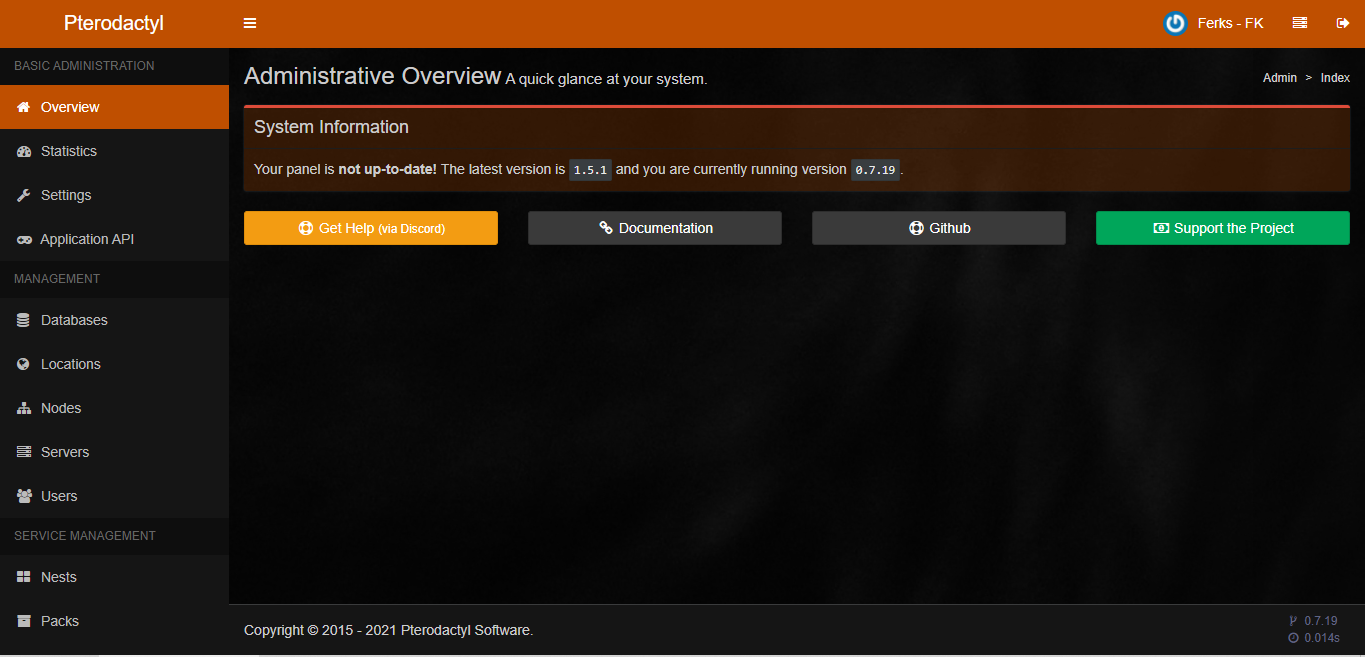 Pterodactyl
Ferks - FK
BASIC ADMINISTRATION
Overview
Statistics
Settings
Application API
MANAGEMENT
Databases
Locations
Nodes
Servers
Users
SERVICE MANAGEMENT
Nests
Packs
Administrative Overview A quick glance at your system.
Admin > Index
System Information
Your panel is not up-to-date! The latest version is 1.5.1 and you are currently running version 0.7.19.
Get Help (via Discord)
Documentation
Github
Support the Project
Copyright © 2015 - 2021 Pterodactyl Software.
0.7.19
0.014s